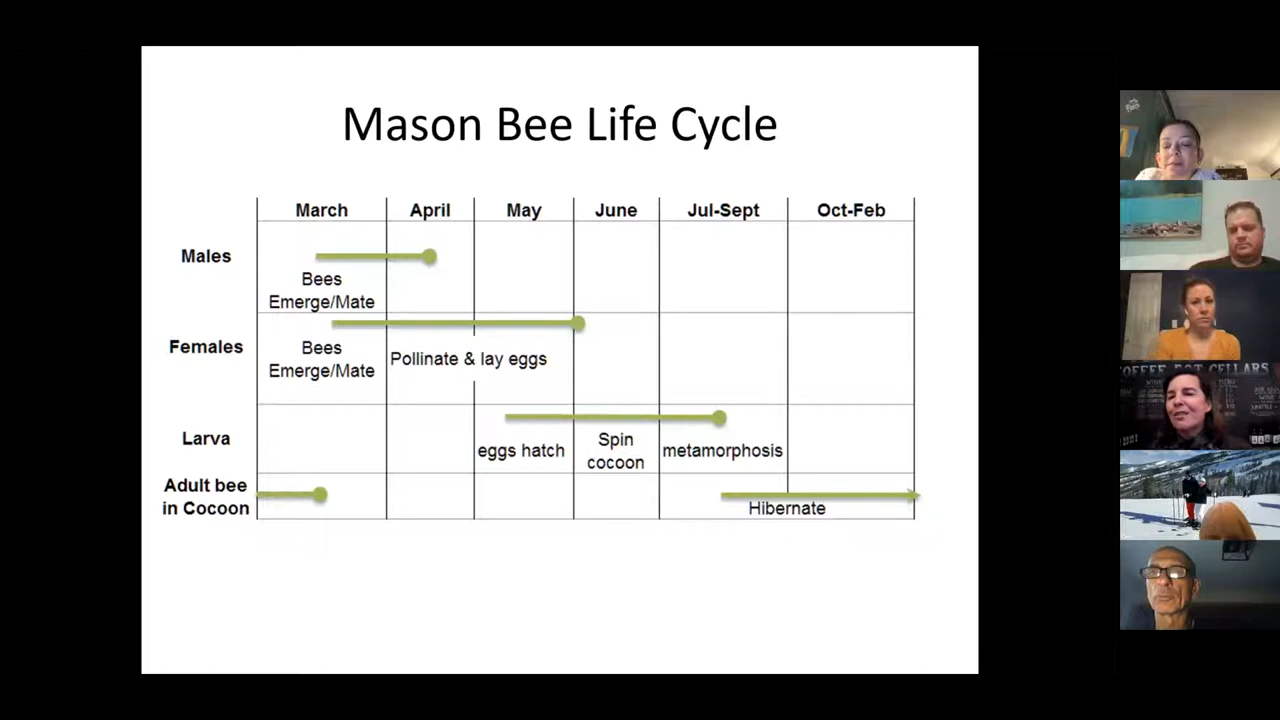 Mason Bee Life Cycle
March April May June Jul-Sept Oct-Feb
Males
Bees
Emerge/Mate
Females
Bees
Emerge/Mate
Pollinate & lay eggs
Larva
eggs hatch
Spin
cocoon
metamorphosis
Adult bee
in Cocoon
Hibernate
COFFEE POT CELLARS